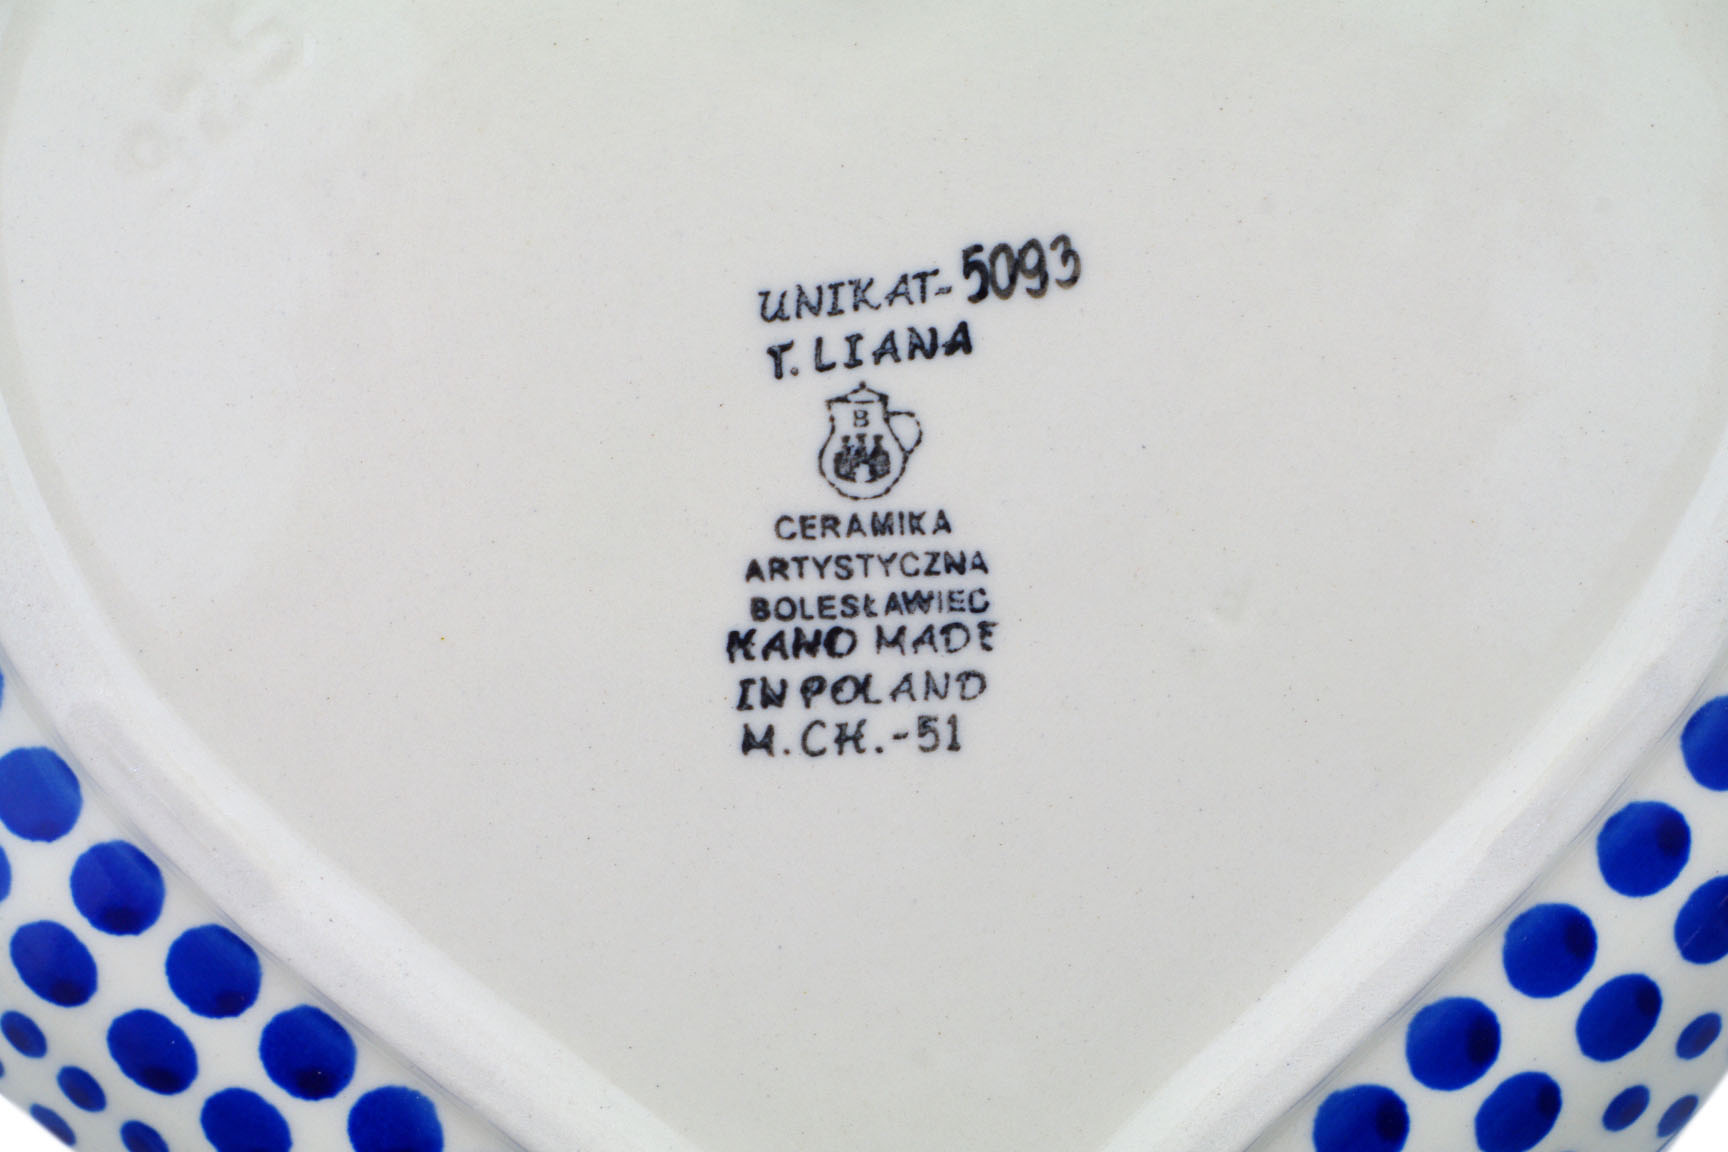 UNIKAT-5093
T. LIANA
B
CERAMIKA
ARTYSTYCZNA
BOLESŁAWIEC
HAND MADE
IN POLAND
M.CH.-51